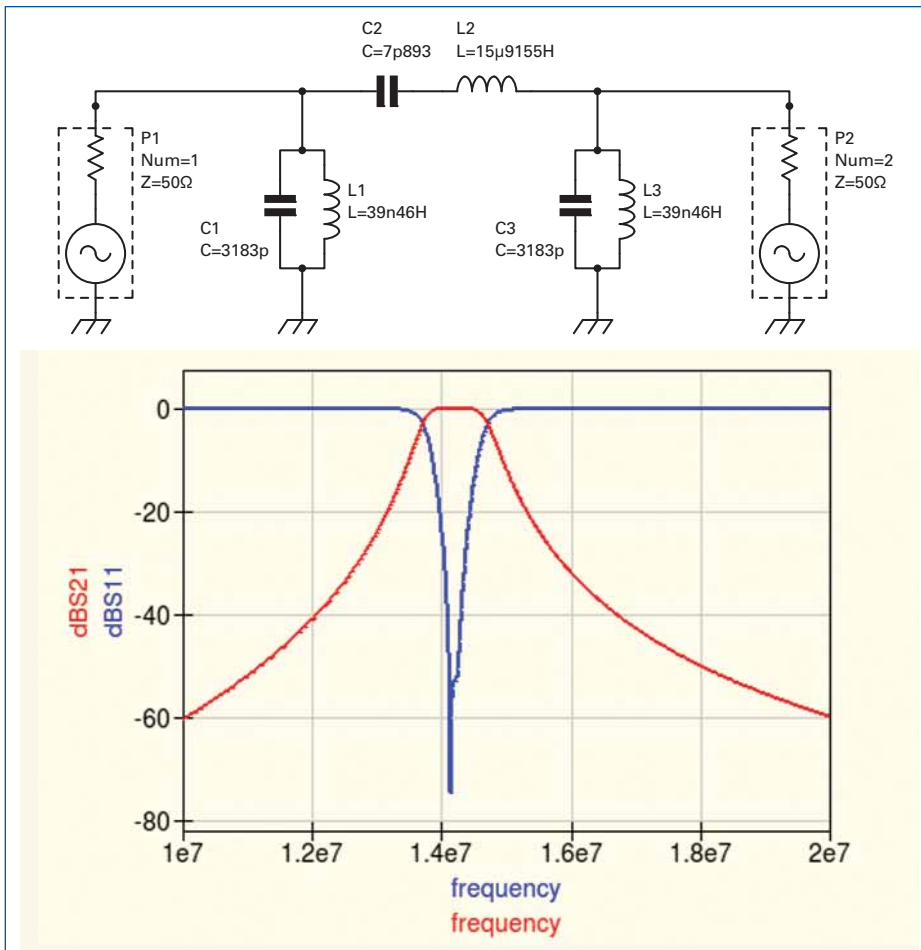 C2
C=7p893
L2
L=15µ9155H
P1
Num=1
Z=50Ω
L1
L=39n46H
C1
C=3183p
L3
L=39n46H
C3
C=3183p
P2
Num=2
Z=50Ω
0
-20
-40
-60
-80
dBS21
dBS11
1e7
1.2e7
1.4e7
1.6e7
1.8e7
2e7
frequency
frequency